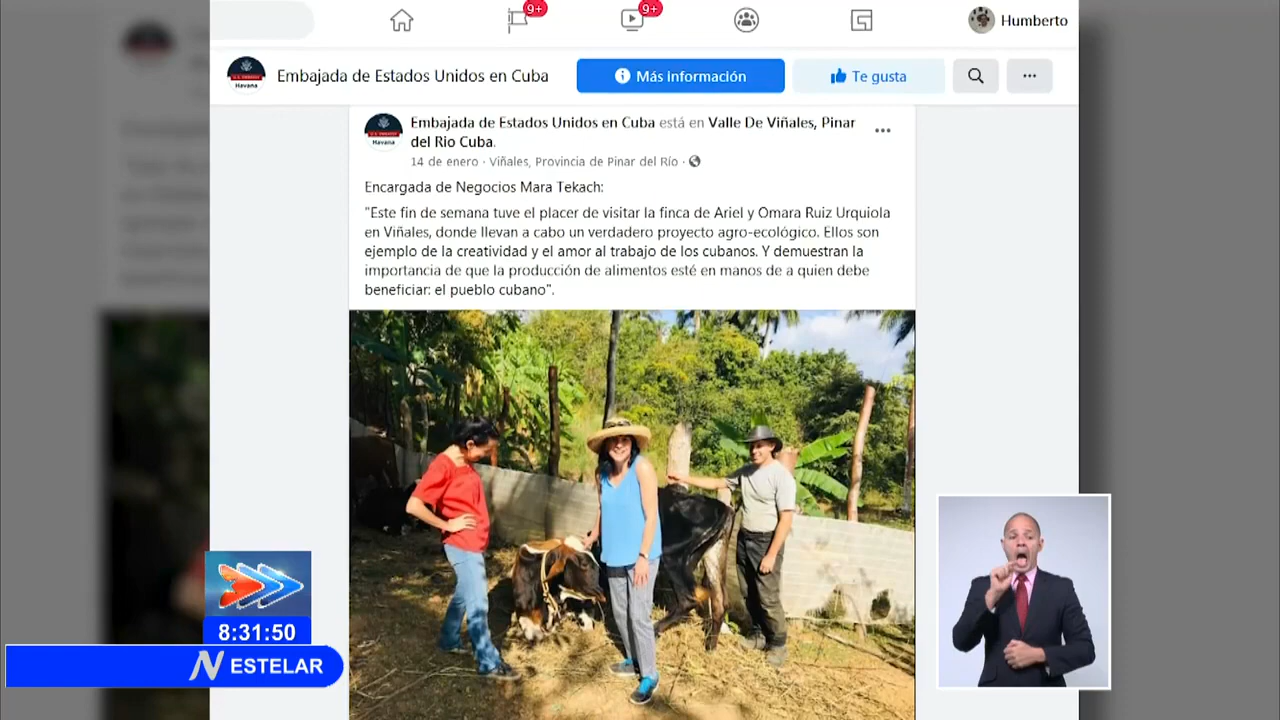 9+
9+
Humberto
Embajada de Estados Unidos en Cuba
Más información
Te gusta
Havana
Embajada de Estados Unidos en Cuba está en Valle De Viñales, Pinar
del Rio Cuba.
Havana
14 de enero · Viñales, Provincia de Pinar del Río ·
Encargada de Negocios Mara Tekach:
"Este fin de semana tuve el placer de visitar la finca de Ariel y Omara Ruiz Urquiola
en Viñales, donde llevan a cabo un verdadero proyecto agro-ecológico. Ellos son
ejemplo de la creatividad y el amor al trabajo de los cubanos. Y demuestran la
importancia de que la producción de alimentos esté en manos de a quien debe
beneficiar: el pueblo cubano".
8:31:50
N ESTELAR